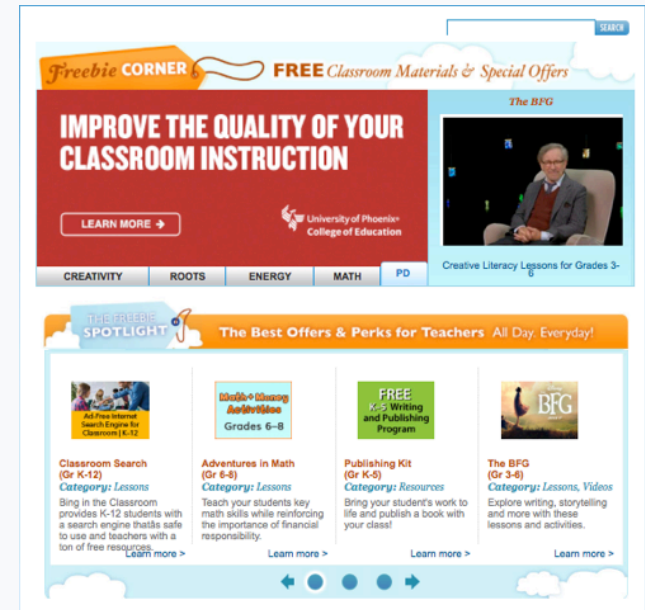 SEARCH
Freebie CORNER
FREE Classroom Materials & Special Offers
IMPROVE THE QUALITY OF YOUR
CLASSROOM INSTRUCTION
LEARN MORE →
University of Phoenix®
College of Education
The BFG
Creative Literacy Lessons for Grades 3-
6
CREATIVITY
ROOTS
ENERGY
MATH
PD
THE FREEBIE
SPOTLIGHT
The Best Offers & Perks for Teachers All Day. Everyday!
Ad-Free Internet
Search Engine for
Classroom | K-12
Classroom Search
(Gr K-12)
Category: Lessons
Bing in the Classroom
provides K-12 students with
a search engine thatâs safe
to use and teachers with a
ton of free resources.
Learn more >
Math + Money
Activities
Grades 6–8
Adventures in Math
(Gr 6-8)
Category: Lessons
Teach your students key
math skills while reinforcing
the importance of financial
responsibility.
Learn more >
FREE
K-5 Writing
and Publishing
Program
Publishing Kit
(Gr K-5)
Category: Resources
Bring your student's work to
life and publish a book with
your class!
Learn more >
BFG
The BFG
(Gr 3-6)
Category: Lessons, Videos
Explore writing, storytelling
and more with these
lessons and activities.
Learn more >